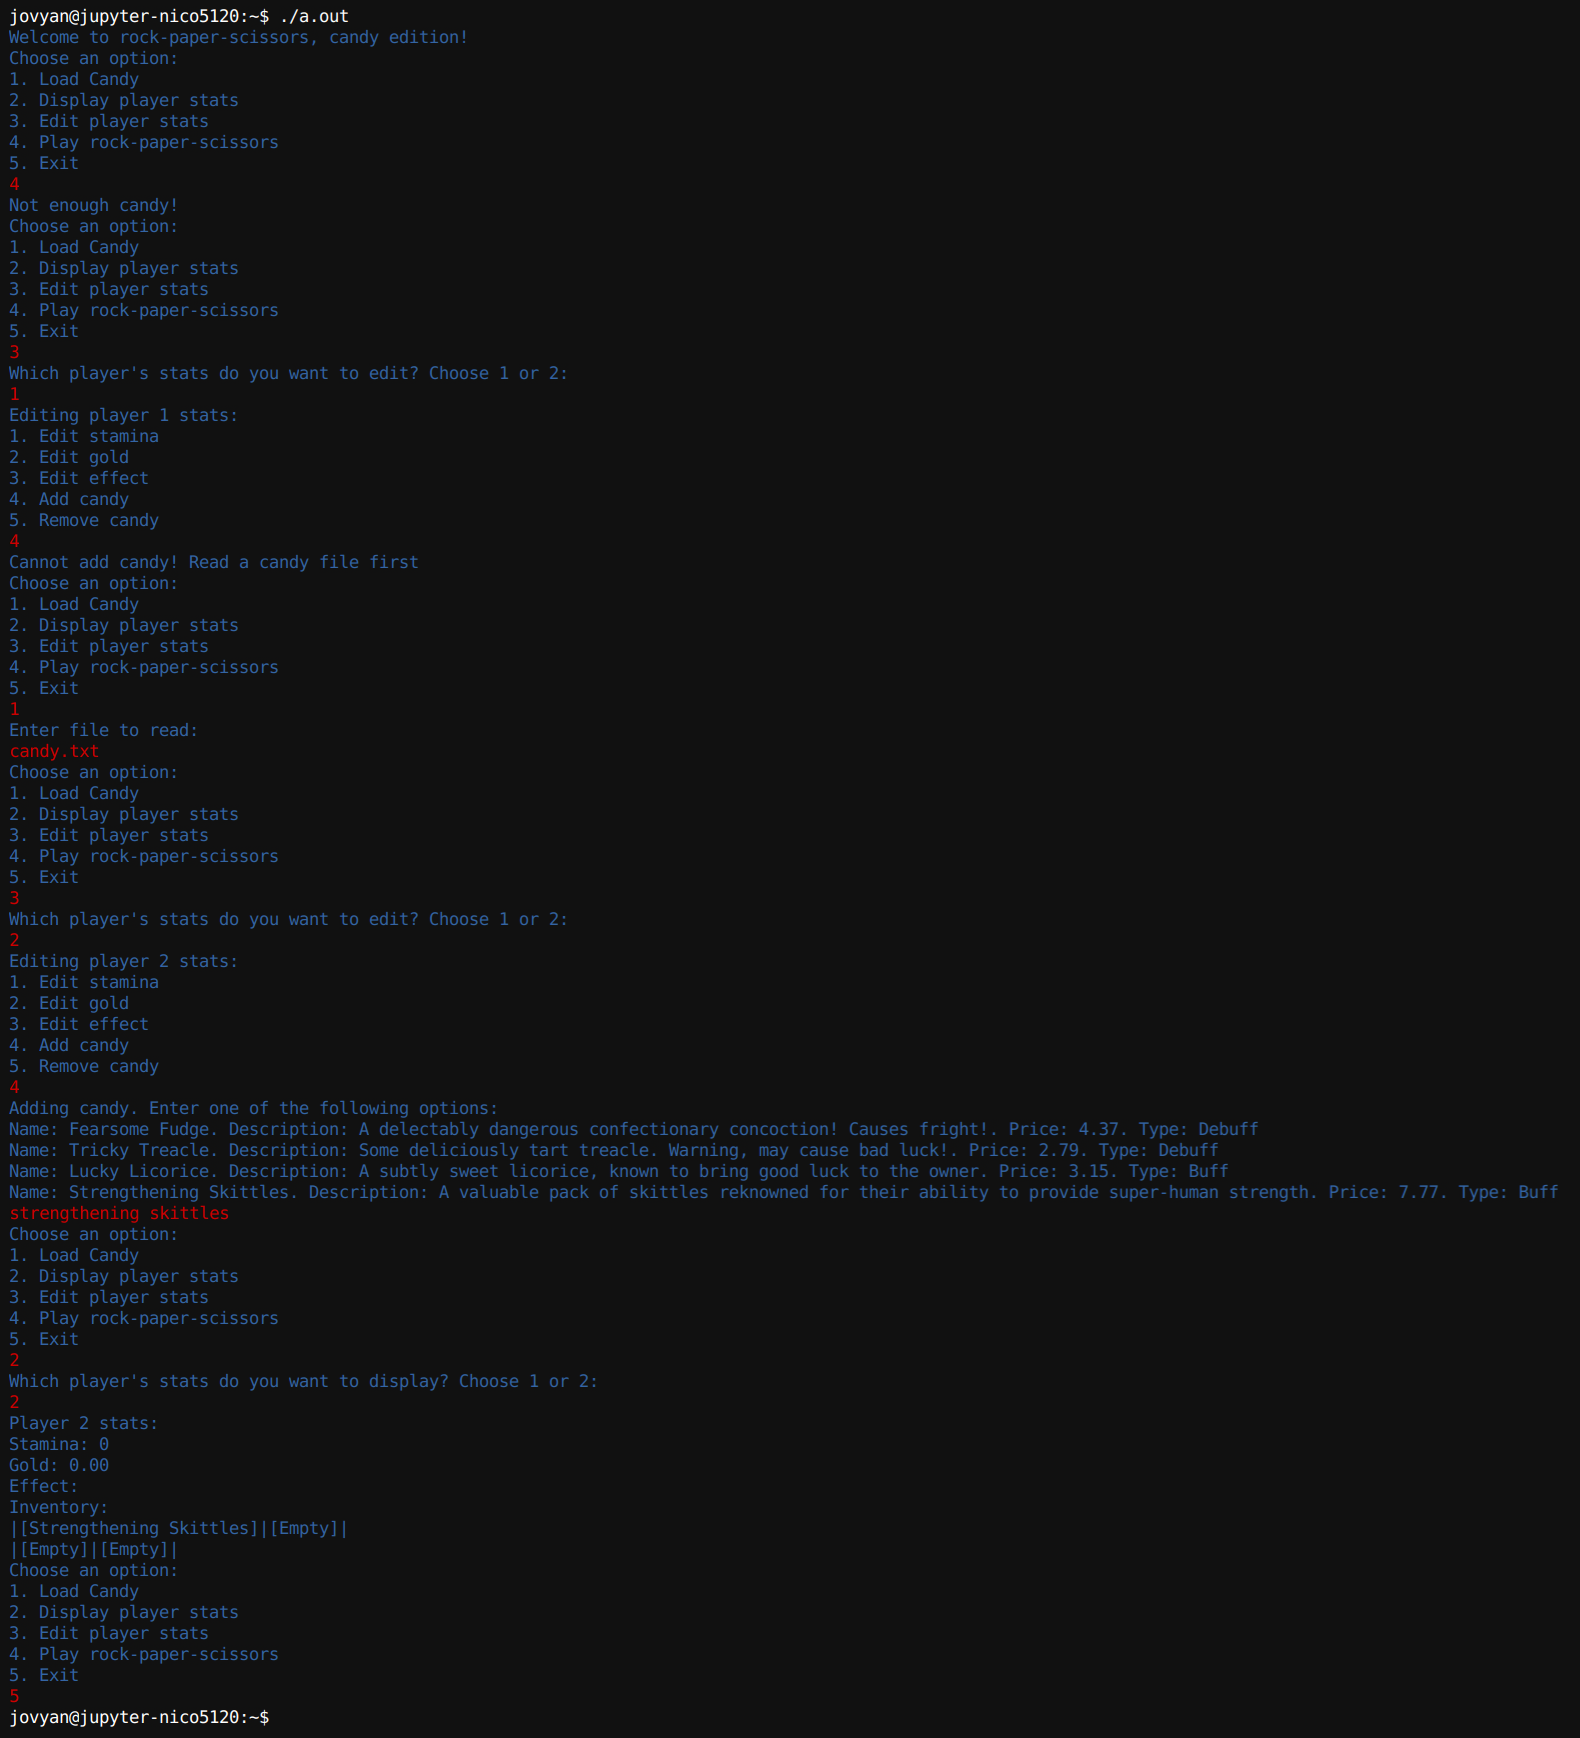 jovyan@jupyter-nico5120:~$ ./a.out
Welcome to rock-paper-scissors, candy edition!
Choose an option:
1. Load Candy
2. Display player stats
3. Edit player stats
4. Play rock-paper-scissors
5. Exit
4
Not enough candy!
Choose an option:
1. Load Candy
2. Display player stats
3. Edit player stats
4. Play rock-paper-scissors
5. Exit
3
Which player's stats do you want to edit? Choose 1 or 2:
1
Editing player 1 stats:
1. Edit stamina
2. Edit gold
3. Edit effect
4. Add candy
5. Remove candy
4
Cannot add candy! Read a candy file first
Choose an option:
1. Load Candy
2. Display player stats
3. Edit player stats
4. Play rock-paper-scissors
5. Exit
1
Enter file to read:
candy.txt
Choose an option:
1. Load Candy
2. Display player stats
3. Edit player stats
4. Play rock-paper-scissors
5. Exit
3
Which player's stats do you want to edit? Choose 1 or 2:
2
Editing player 2 stats:
1. Edit stamina
2. Edit gold
3. Edit effect
4. Add candy
5. Remove candy
4
Adding candy. Enter one of the following options:
Name: Fearsome Fudge. Description: A delectably dangerous confectionary concoction! Causes fright!. Price: 4.37. Type: Debuff
Name: Tricky Treacle. Description: Some deliciously tart treacle. Warning, may cause bad luck!. Price: 2.79. Type: Debuff
Name: Lucky Licorice. Description: A subtly sweet licorice, known to bring good luck to the owner. Price: 3.15. Type: Buff
Name: Strengthening Skittles. Description: A valuable pack of skittles reknowned for their ability to provide super-human strength. Price: 7.77. Type: Buff
strengthening skittles
Choose an option:
1. Load Candy
2. Display player stats
3. Edit player stats
4. Play rock-paper-scissors
5. Exit
2
Which player's stats do you want to display? Choose 1 or 2:
2
Player 2 stats:
Stamina: 0
Gold: 0.00
Effect:
Inventory:
|[Strengthening Skittles]|[Empty]|
|[Empty]|[Empty]|
Choose an option:
1. Load Candy
2. Display player stats
3. Edit player stats
4. Play rock-paper-scissors
5. Exit
5
jovyan@jupyter-nico5120:~$